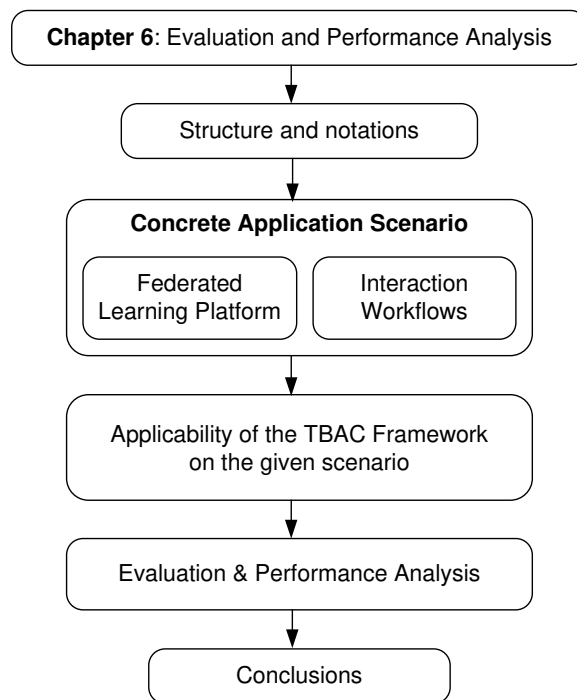 Chapter 6: Evaluation and Performance Analysis
Structure and notations
Concrete Application Scenario
Federated
Learning Platform
Interaction
Workflows
Applicability of the TBAC Framework
on the given scenario
Evaluation & Performance Analysis
Conclusions